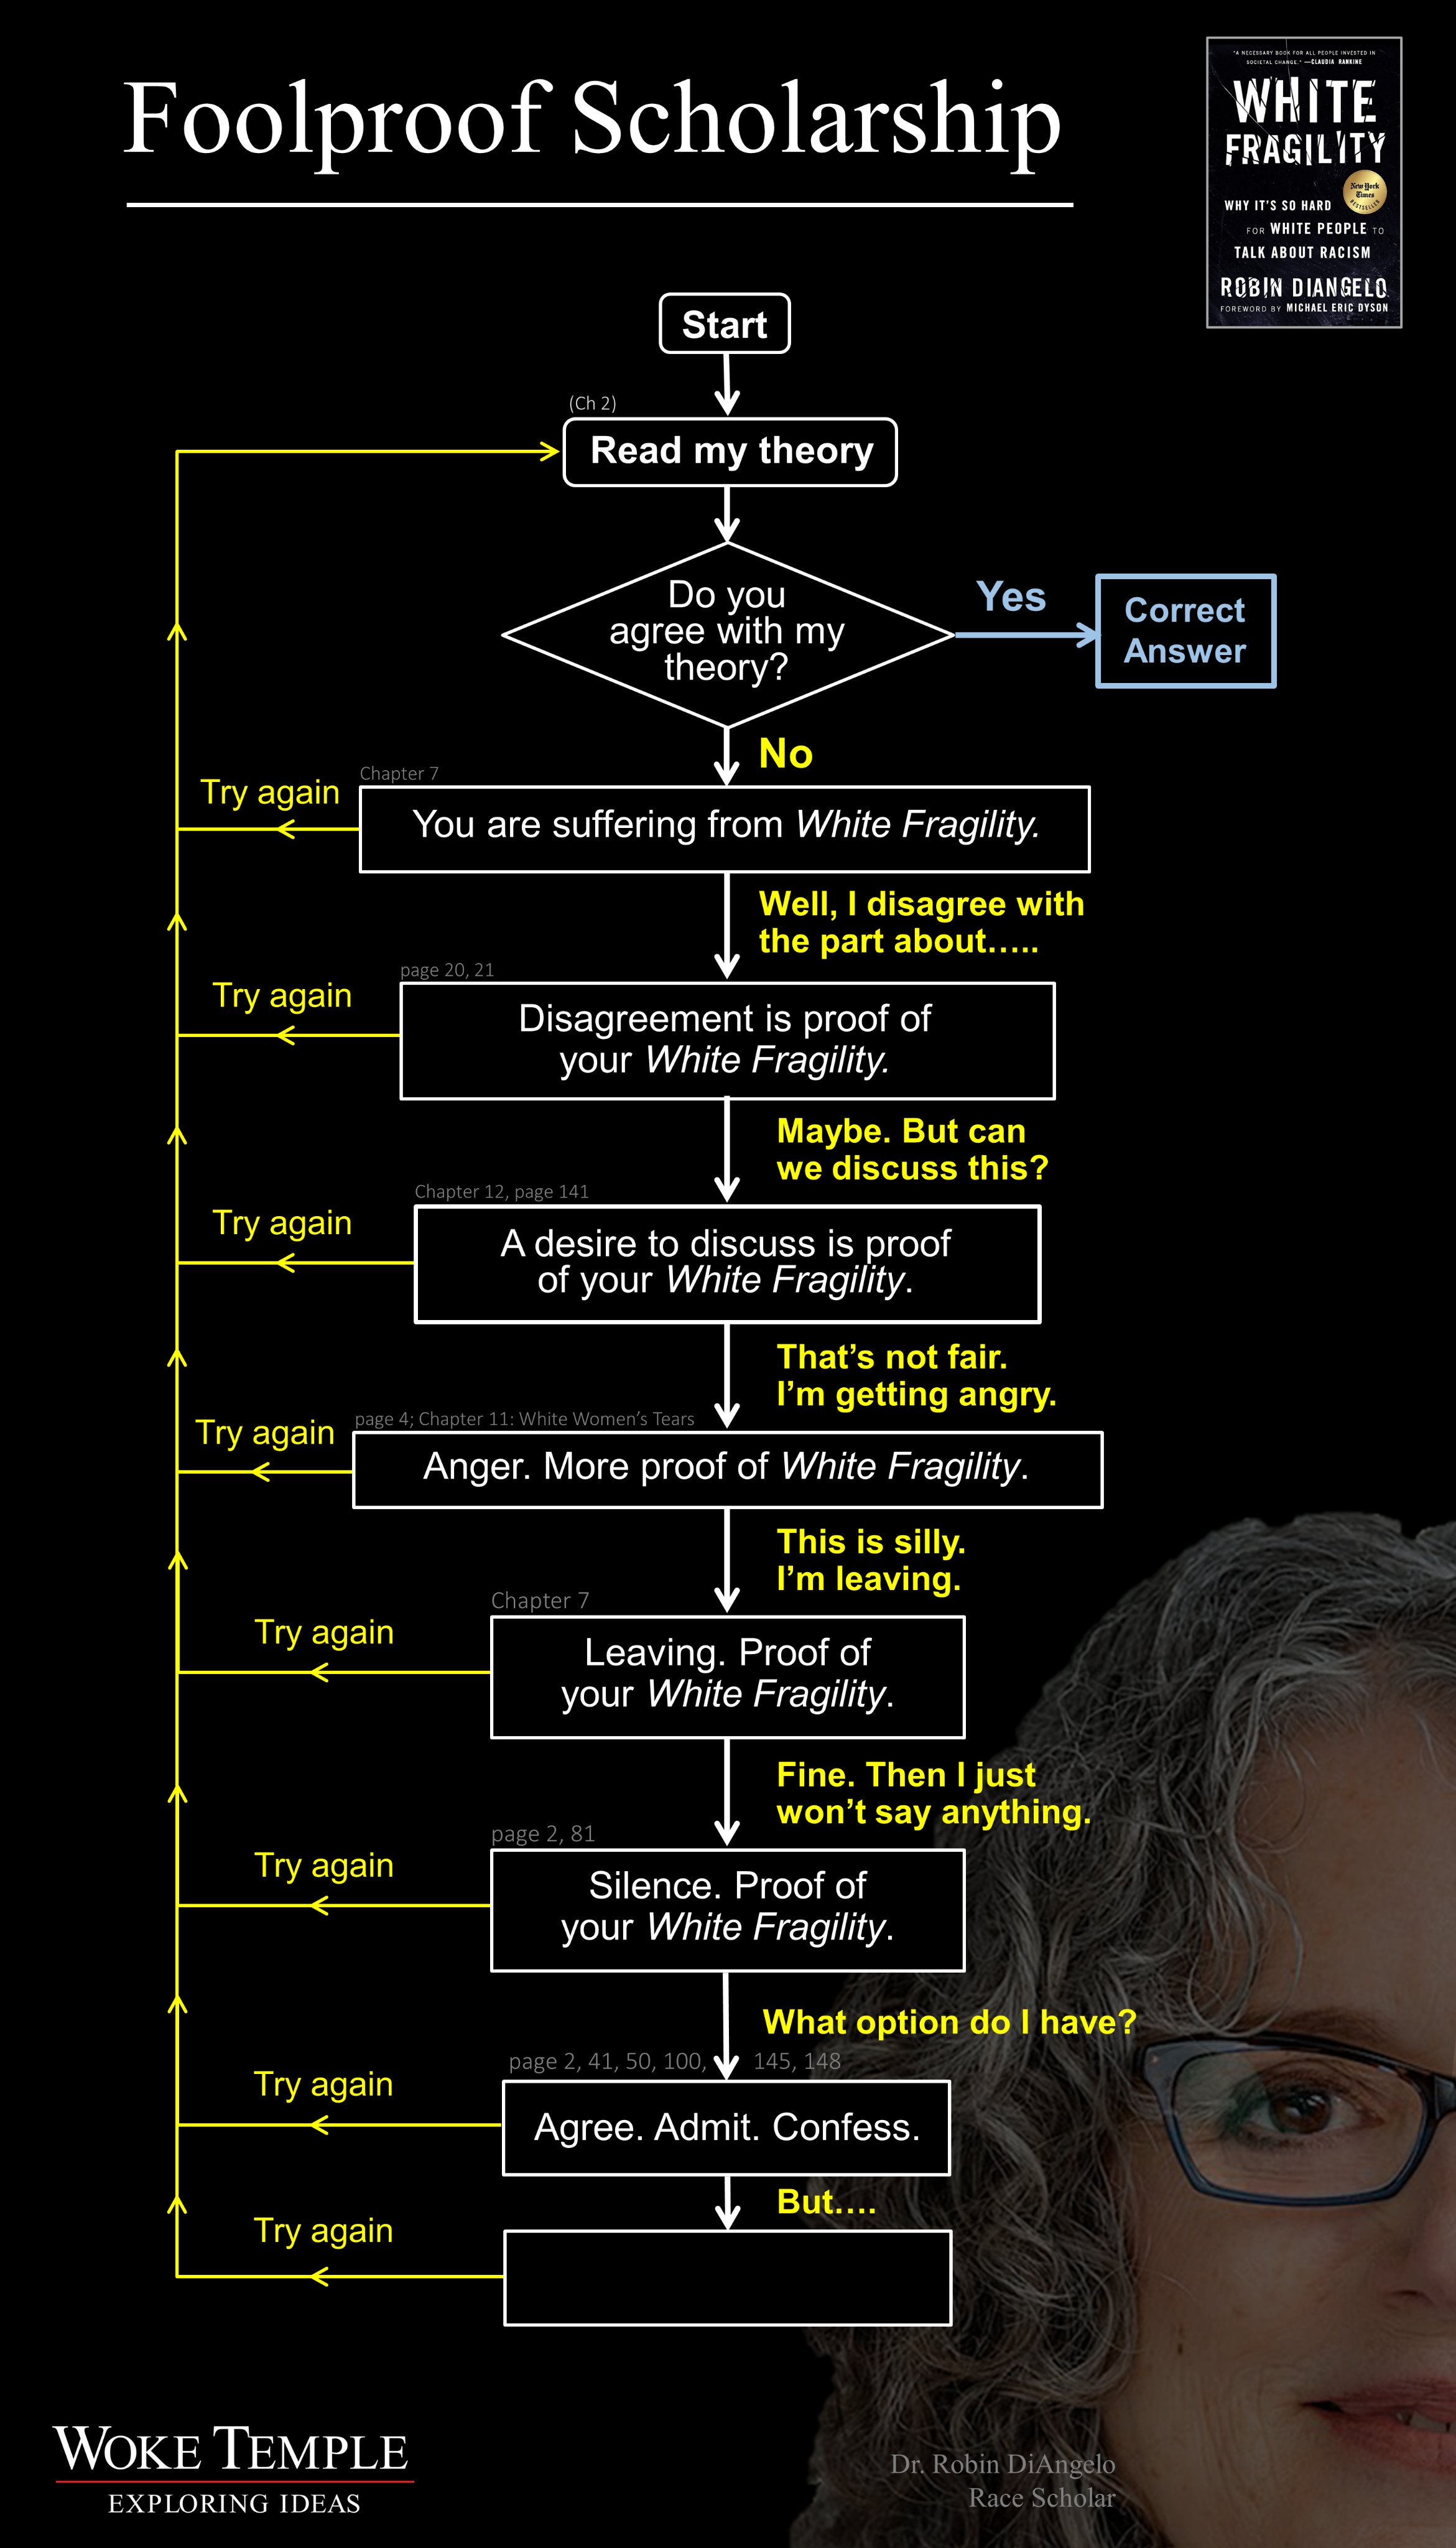 Foolproof Scholarship
"A NECESSARY BOOK FOR ALL PEOPLE INVESTED IN
SOCIETAL CHANGE." —CLAUDIA RANKINE
WHITE
FRAGILITY
New York
Times
BESTSELLER
WHY IT'S SO HARD
FOR WHITE PEOPLE TO
TALK ABOUT RACISM
ROBIN DIANGELO
FOREWORD BY MICHAEL ERIC DYSON
Start
(Ch 2)
Read my theory
Do you
agree with my
theory?
Yes
Correct
Answer
No
Chapter 7
Try again
You are suffering from White Fragility.
Well, I disagree with
the part about…..
page 20, 21
Try again
Disagreement is proof of
your White Fragility.
Maybe. But can
we discuss this?
Chapter 12, page 141
Try again
A desire to discuss is proof
of your White Fragility.
That's not fair.
I'm getting angry.
page 4; Chapter 11: White Women's Tears
Try again
Anger. More proof of White Fragility.
This is silly.
I'm leaving.
Chapter 7
Try again
Leaving. Proof of
your White Fragility.
Fine. Then I just
won't say anything.
page 2, 81
Try again
Silence. Proof of
your White Fragility.
What option do I have?
page 2, 41, 50, 100, 145, 148
Try again
Agree. Admit. Confess.
But….
Try again
WOKE TEMPLE
EXPLORING IDEAS
Dr. Robin DiAngelo
Race Scholar